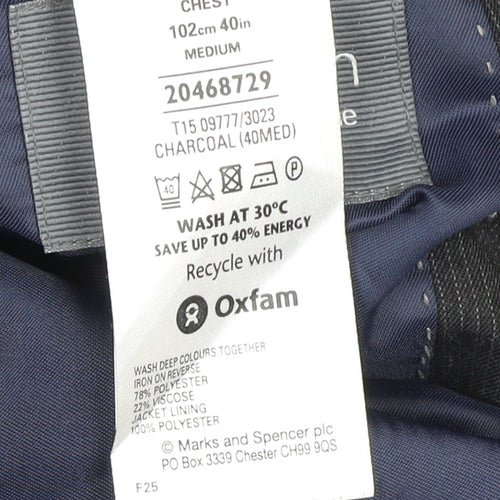 CHEST
102cm 40in
MEDIUM
20468729
T15 09777/3023
CHARCOAL (40MED)
40
P
WASH AT 30°C
SAVE UP TO 40% ENERGY
Recycle with
Oxfam
WASH DEEP COLOURS TOGETHER
IRON ON REVERSE
78% POLYESTER
22% VISCOSE
JACKET LINING
100% POLYESTER
© Marks and Spencer plc
PO Box 3339 Chester CH99 9QS
F25